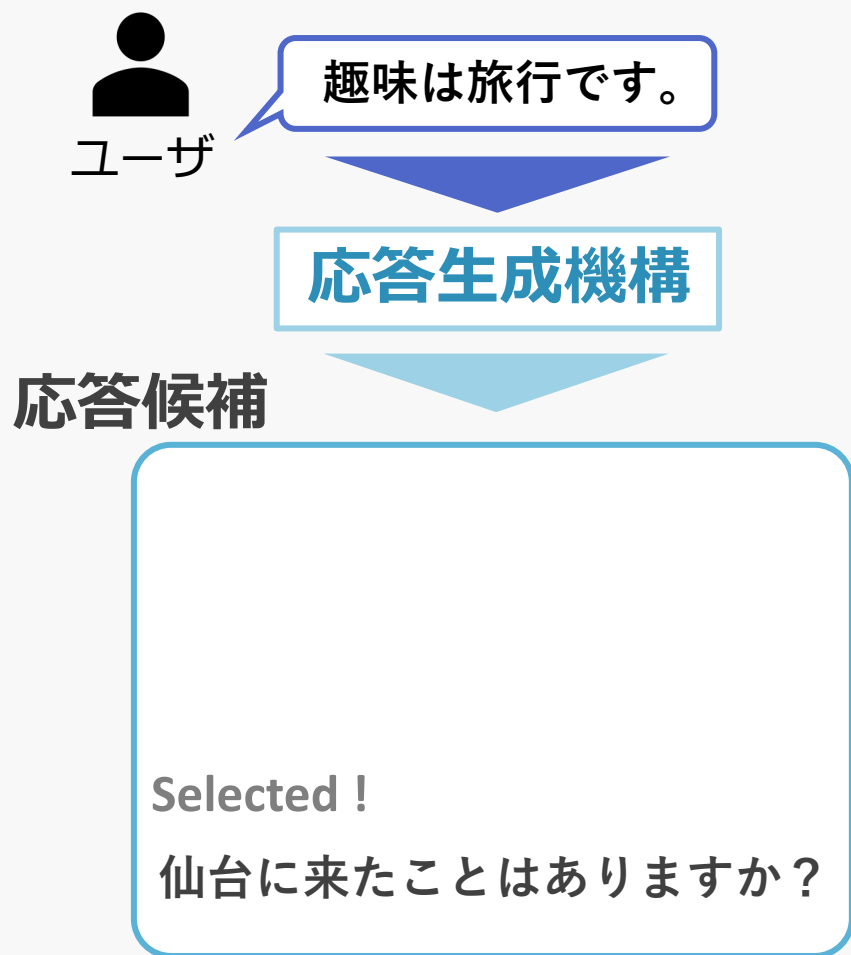 趣味は旅行です。
ユーザ
応答生成機構
応答候補
Selected！
仙台に来たことはありますか？